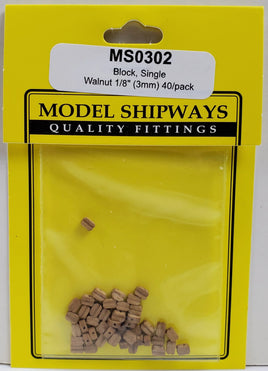 MS0302
Block, Single
Walnut 1/8" (3mm) 40/pack
MODEL SHIPWAYS
QUALITY FITTINGS